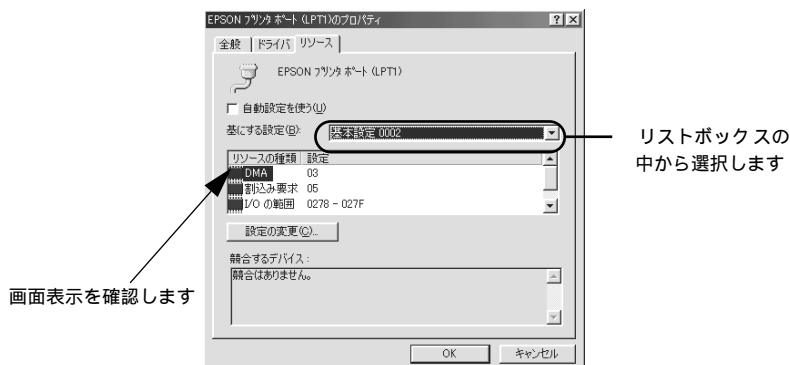 EPSON プリンタ ポート (LPT1)のプロパティ
全般 ドライバ リソース
EPSON プリンタ ポート (LPT1)
自動設定を使う(U)
基にする設定(B): 基本設定 0002
リストボックスの
中から選択します
リソースの種類 設定
DMA 03
割込み要求 05
I/O の範囲 0278 - 027F
設定の変更(C)...
競合するデバイス:
競合はありません。
画面表示を確認します
OK キャンセル